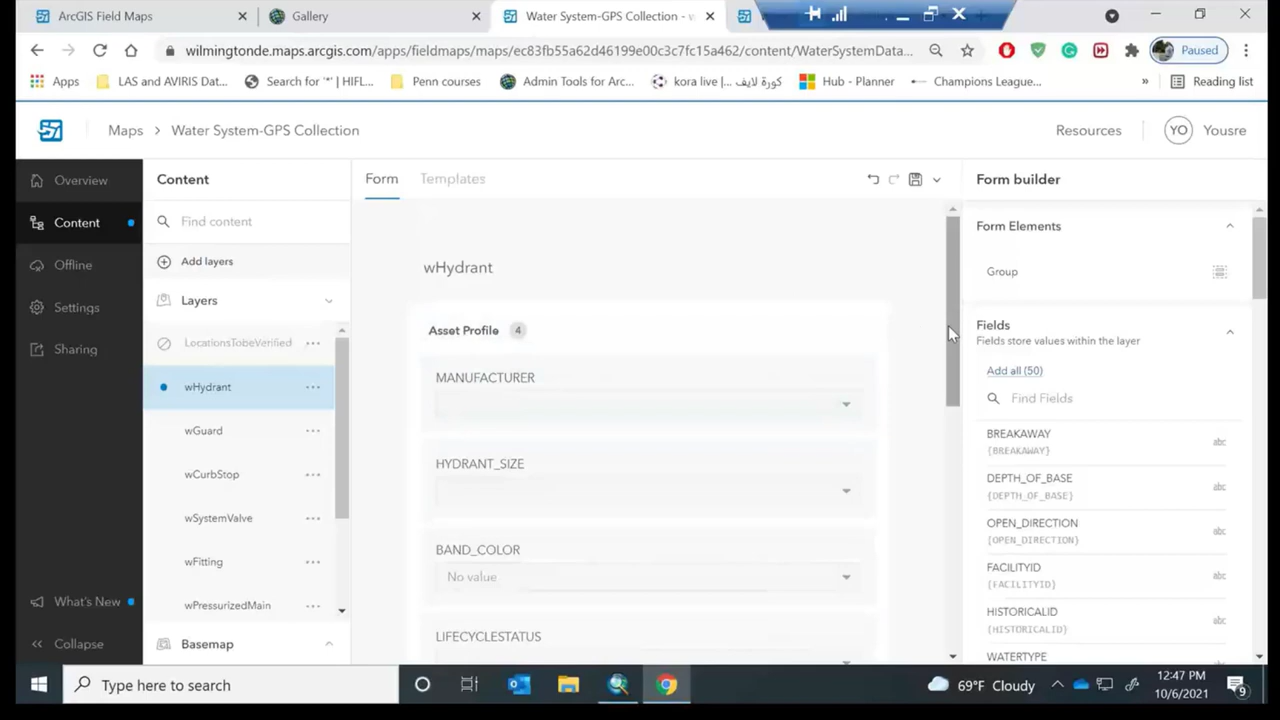 ArcGIS Field Maps
Gallery
Water System-GPS Collection - w
wilmingtonde.maps.arcgis.com/apps/fieldmaps/maps/ec83fb55a62d46199e00c3c7fc15a462/content/WaterSystemData...
Paused
Apps
LAS and AVIRIS Dat...
Search for '*' | HIFL...
Penn courses
Admin Tools for Arc...
kora live |... كورة لايف
Hub - Planner
Champions League...
»
Reading list
Maps > Water System-GPS Collection
Resources
YO
Yousre
Overview
Content
Offline
Settings
Sharing
What's New
Collapse
Content
Find content
Add layers
Layers
LocationsTobeVerified
wHydrant
wGuard
wCurbStop
wSystemValve
wFitting
wPressurizedMain
Basemap
Form
Templates
wHydrant
Asset Profile 4
MANUFACTURER
HYDRANT_SIZE
BAND_COLOR
No value
LIFECYCLESTATUS
Form builder
Form Elements
Group
Fields
Fields store values within the layer
Add all (50)
Find Fields
BREAKAWAY
{BREAKAWAY}
abc
DEPTH_OF_BASE
{DEPTH_OF_BASE}
abc
OPEN_DIRECTION
{OPEN_DIRECTION}
abc
FACILITYID
{FACILITYID}
abc
HISTORICALID
{HISTORICALID}
abc
WATERTYPE
abc
Type here to search
69°F Cloudy
12:47 PM
10/6/2021
9